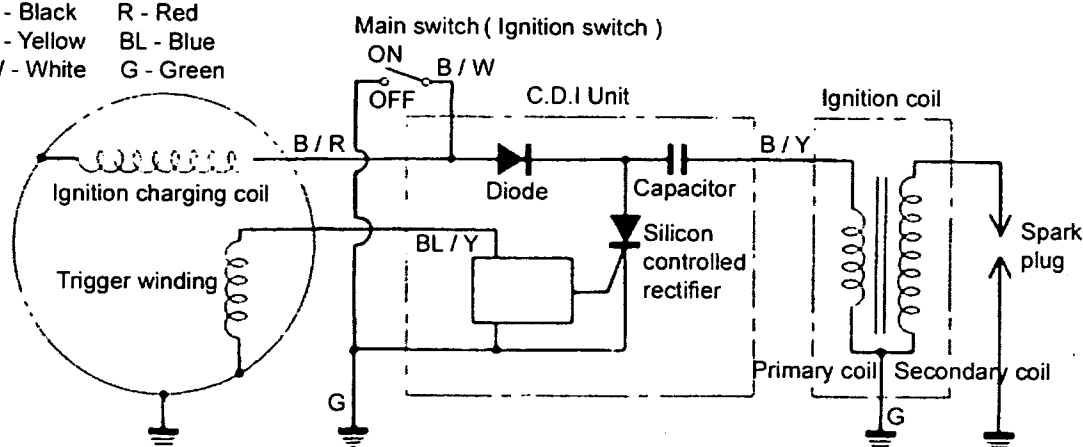 - Black R - Red
- Yellow BL - Blue
- White G - Green
Main switch ( Ignition switch )
ON
B / W
OFF
C.D.I Unit
Ignition coil
B / R
B / Y
Ignition charging coil
Diode
Capacitor
BL / Y
Silicon
controlled
rectifier
Spark
plug
Trigger winding
Primary coil Secondary coil
G
G